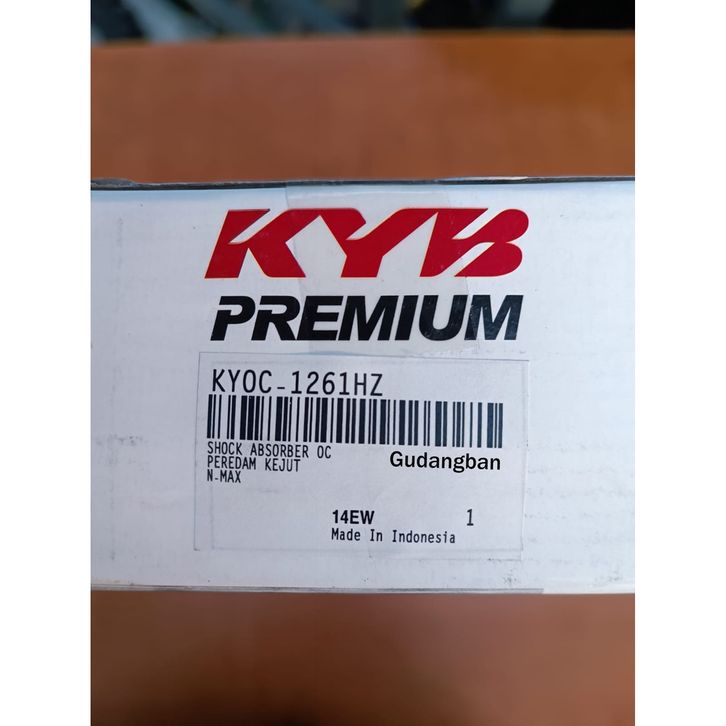 KYB
PREMIUM
KYOC-1261HZ
SHOCK ABSORBER OC
PEREDAM KEJUT
N-MAX
Gudangban
14EW 1
Made In Indonesia